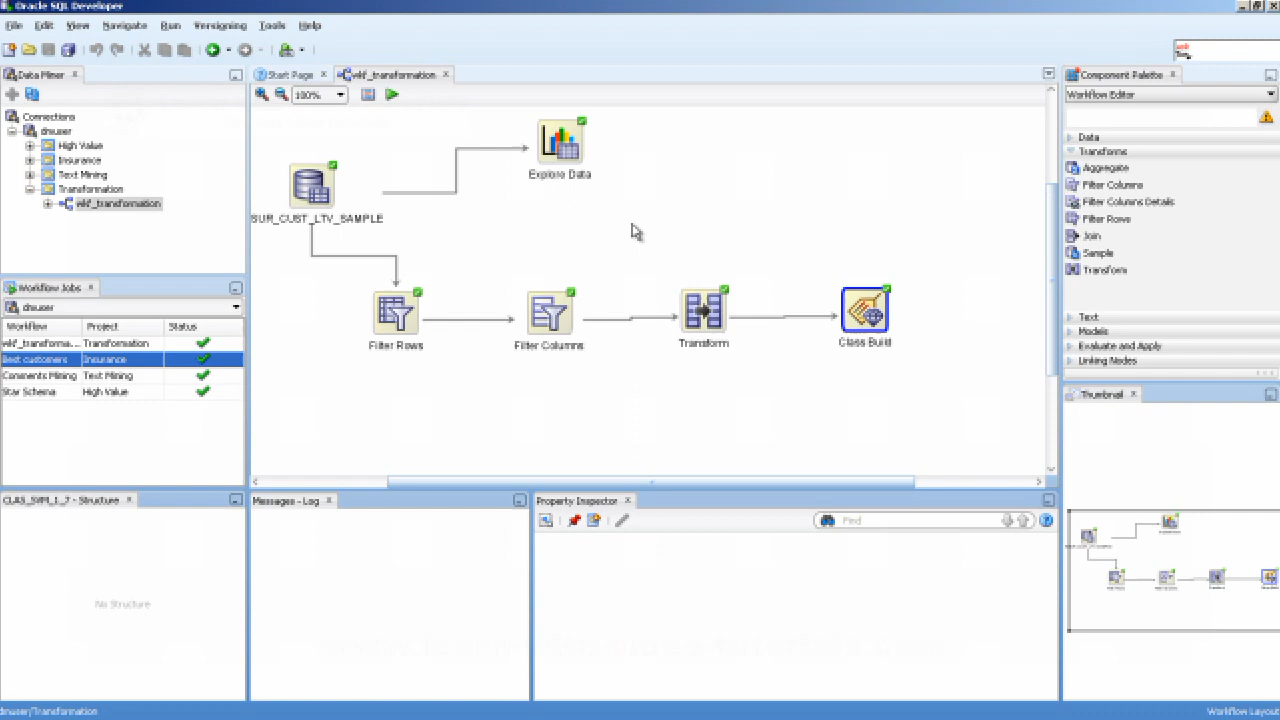 Oracle SQL Developer
File Edit View Navigate Run Versioning Tools Help
Data Miner
Connections
dmuser
High Value
Insurance
Text Mining
Transformation
wkf_transformation
Workflow Jobs
dmuser
Workflow Project Status
wkf_transforma... Transformation
Best customers Insurance
Comments Mining Text Mining
Star Schema High Value
CLAS_SVM_1_7 - Structure
No Structure
Start Page wkf_transformation
100%
Explore Data
SUR_CUST_LTV_SAMPLE
Filter Rows
Filter Columns
Transform
Class Build
Messages - Log
Property Inspector
Find
Component Palette
Workflow Editor
Data
Transforms
Aggregate
Filter Columns
Filter Columns Details
Filter Rows
Join
Sample
Transform
Text
Models
Evaluate and Apply
Linking Nodes
Thumbnail
dmuser/Transformation
Workflow Layout